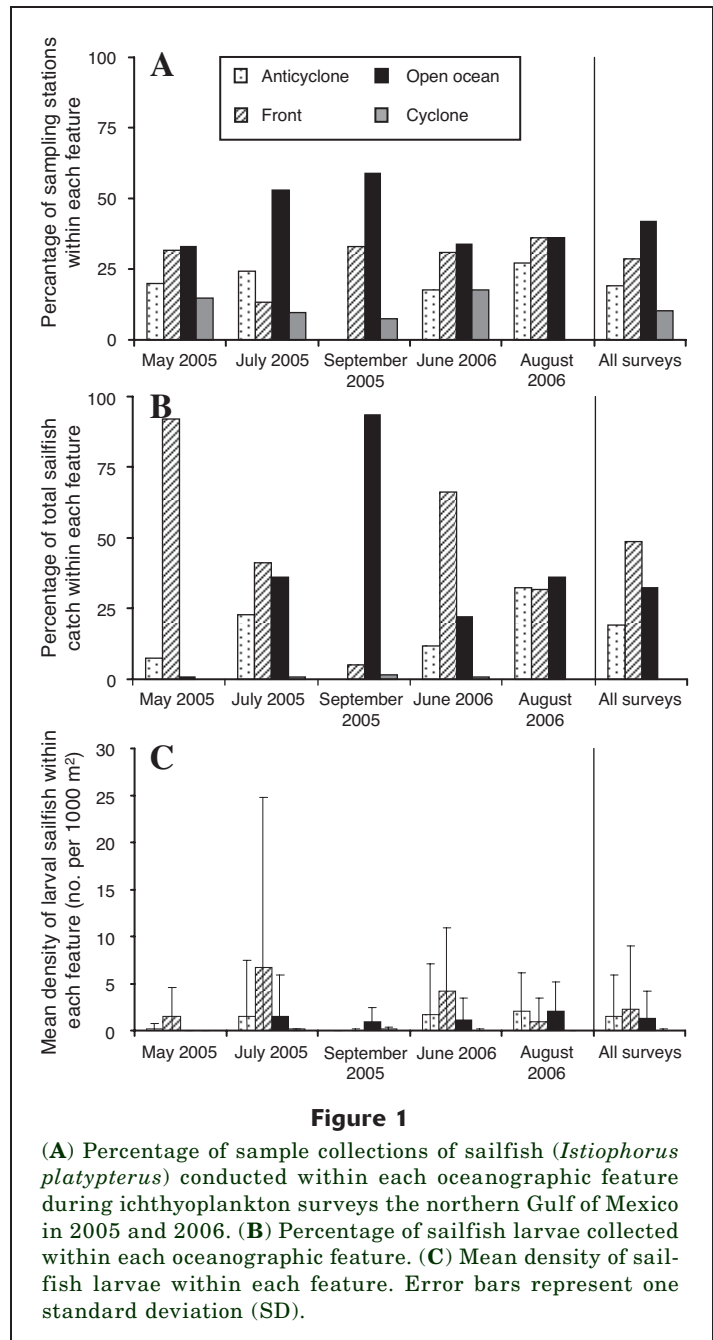 A
Anticyclone
Open ocean
Front
Cyclone
Percantage of sampling stations
within each feature
100
75
50
25
0
May 2005
July 2005
September
2005
June 2006
August
2006
All surveys
B
Percentage of total sailfish
catch within each feature
100
75
50
25
0
May 2005
July 2005
September
2005
June 2006
August
2006
All surveys
C
Mean density of larval sailfish within
each feature (no. per 1000 m²)
30
25
20
15
10
5
0
May 2005
July 2005
September
2005
June 2006
August
2006
All surveys
Figure 1
(A) Percentage of sample collections of sailfish (Istiophorus
platypterus) conducted within each oceanographic feature
during ichthyoplankton surveys the northern Gulf of Mexico
in 2005 and 2006. (B) Percentage of sailfish larvae collected
within each oceanographic feature. (C) Mean density of sail-
fish larvae within each feature. Error bars represent one
standard deviation (SD).